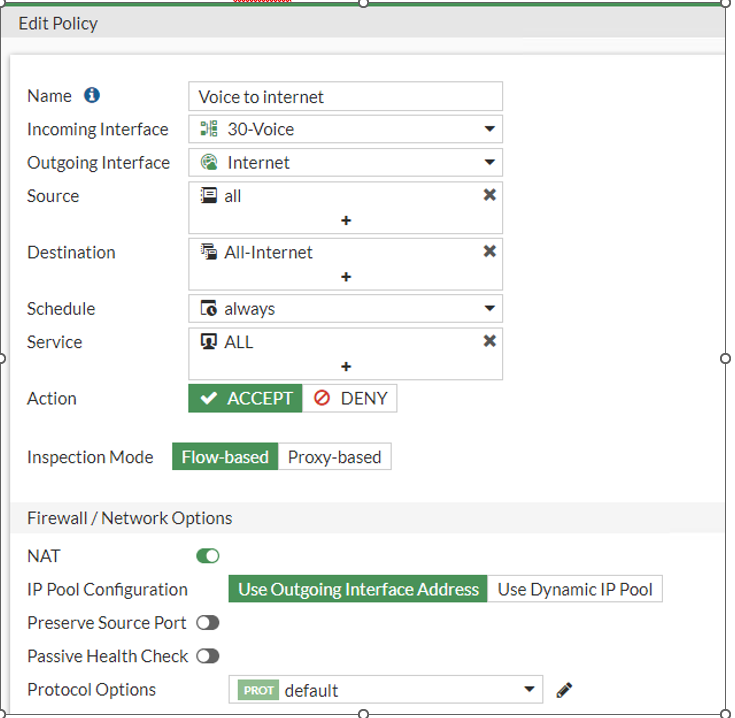 Edit Policy
Name Voice to internet
Incoming Interface 30-Voice
Outgoing Interface Internet
Source all
+
Destination All-Internet
+
Schedule always
Service ALL
+
Action ACCEPT DENY
Inspection Mode Flow-based Proxy-based
Firewall / Network Options
NAT
IP Pool Configuration Use Outgoing Interface Address Use Dynamic IP Pool
Preserve Source Port
Passive Health Check
Protocol Options PROT default